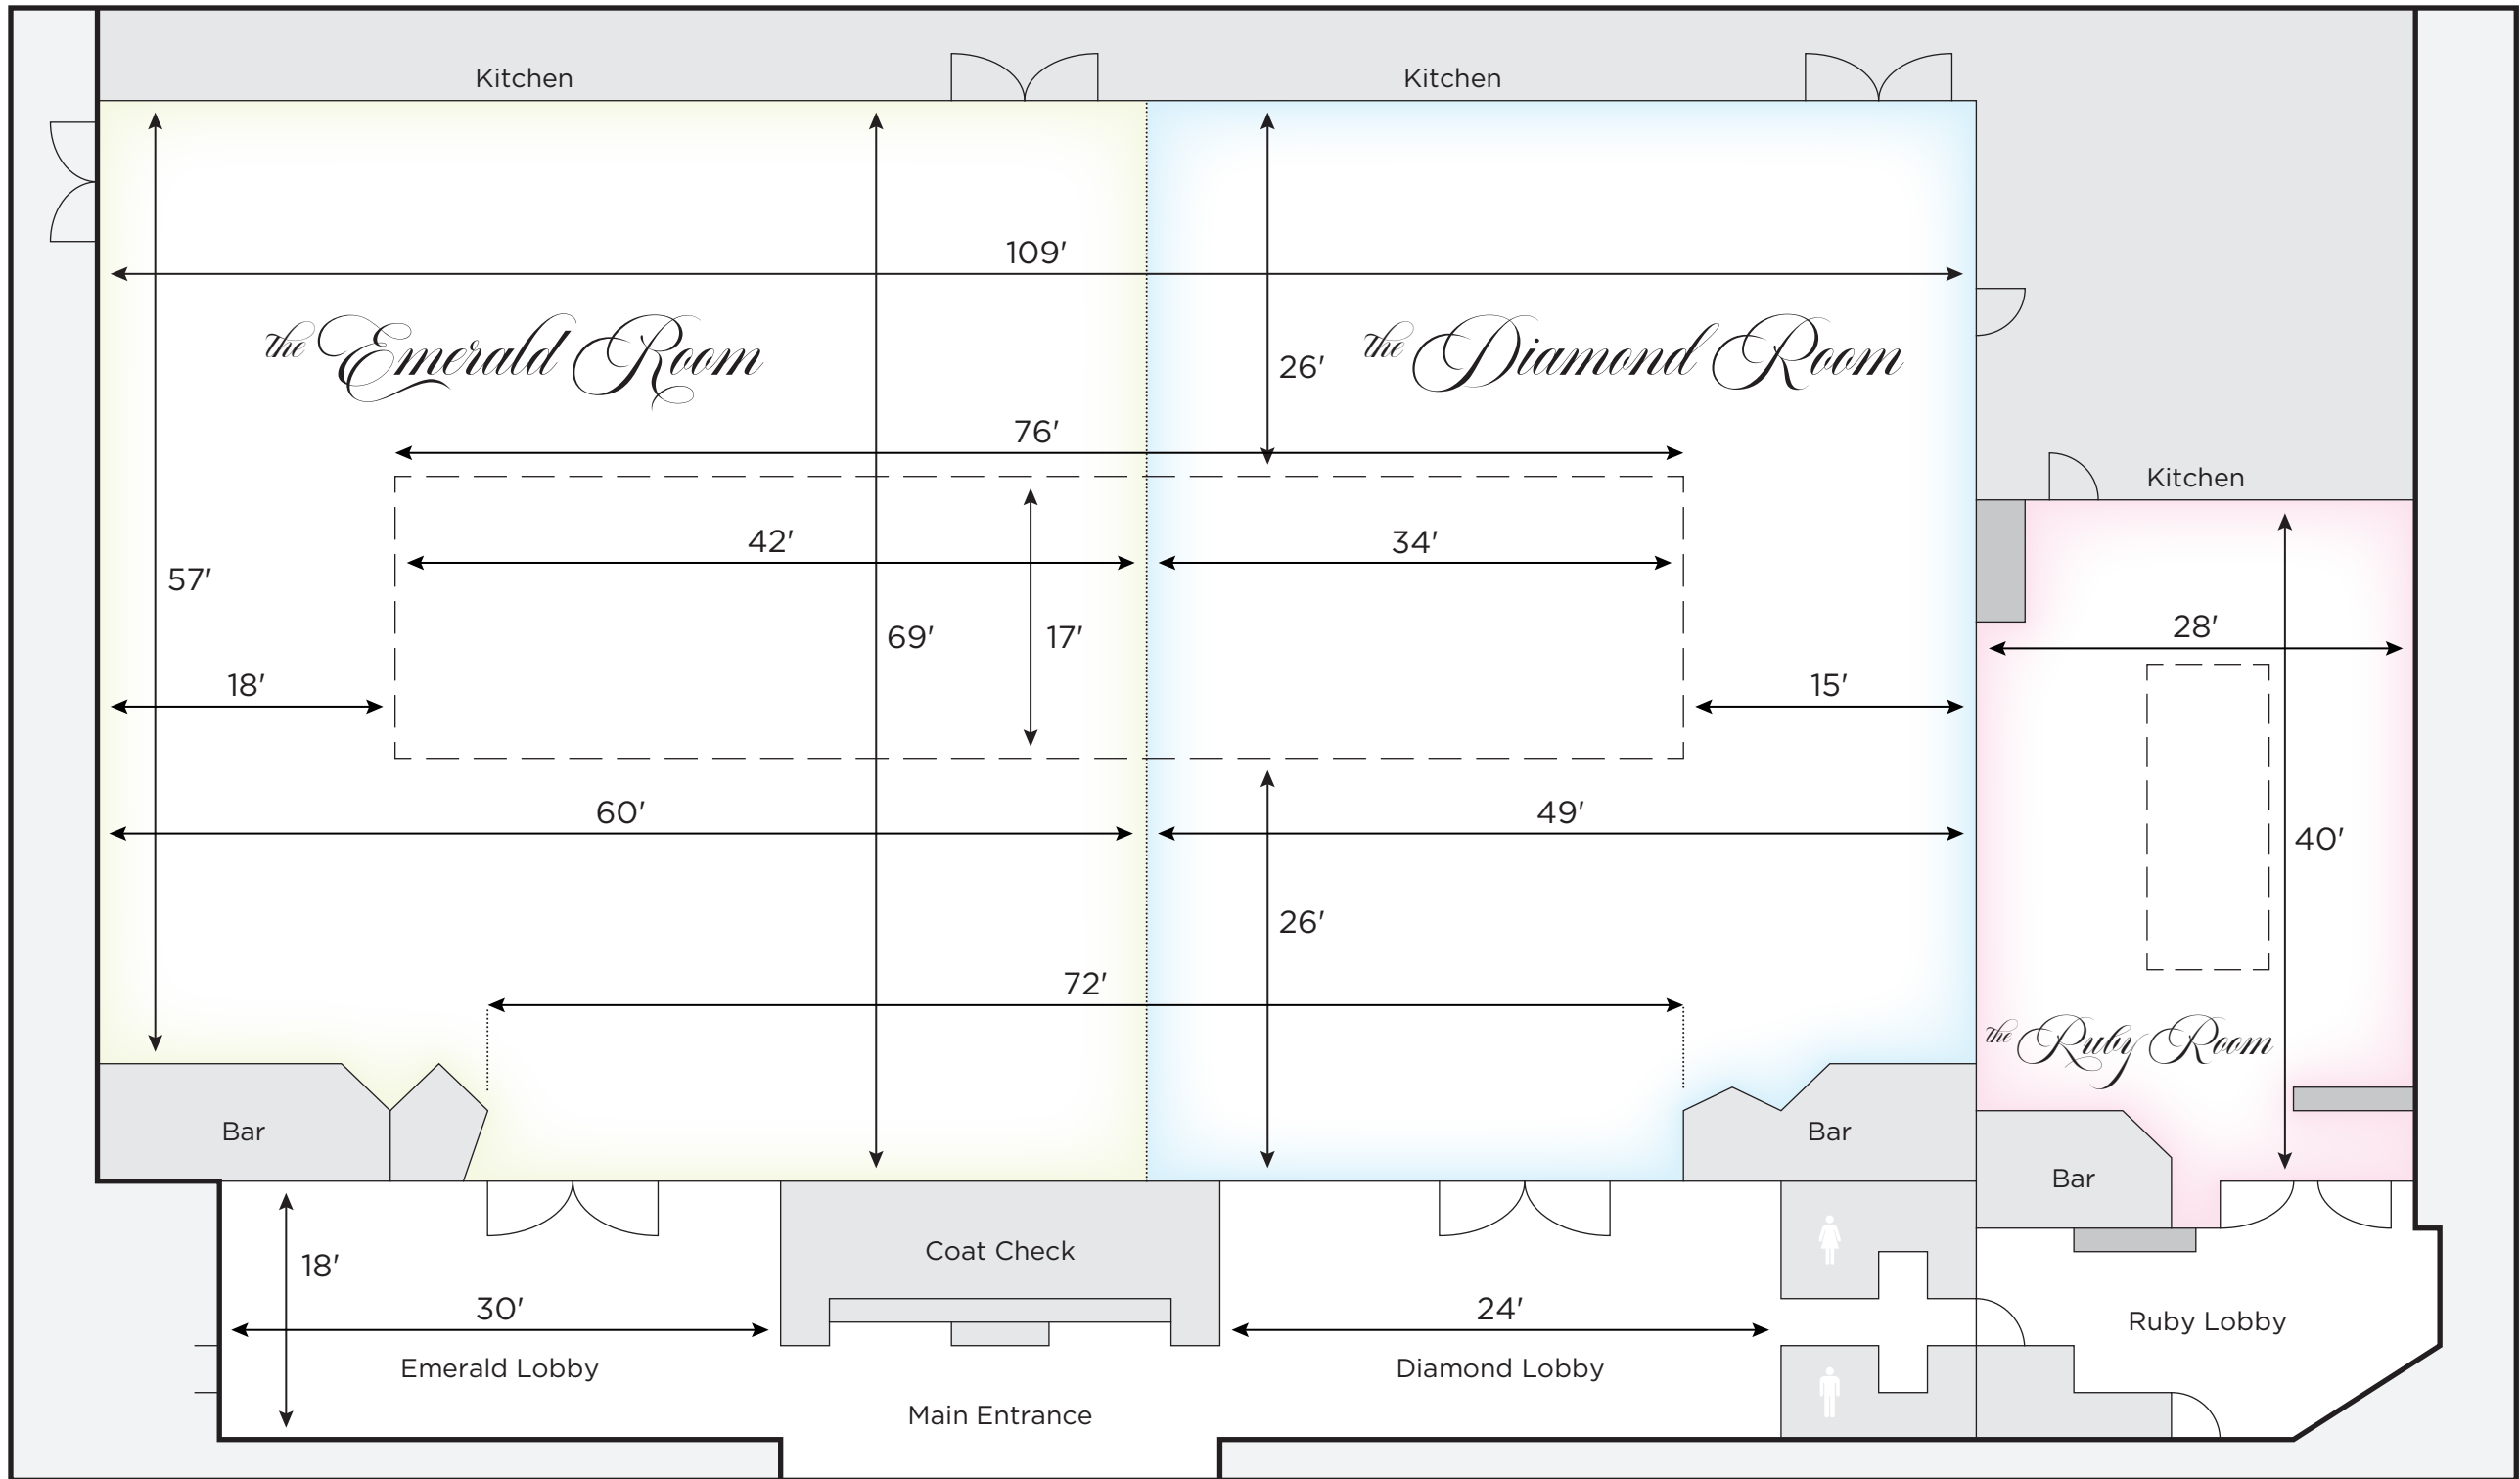 Kitchen
Kitchen
109'
the Emerald Room
the Diamond Room
26'
76'
Kitchen
42'
34'
57'
28'
69'
17'
18'
15'
60'
49'
40'
26'
72'
the Ruby Room
Bar
Bar
Bar
Coat Check
18'
30'
24'
Ruby Lobby
Emerald Lobby
Diamond Lobby
Main Entrance